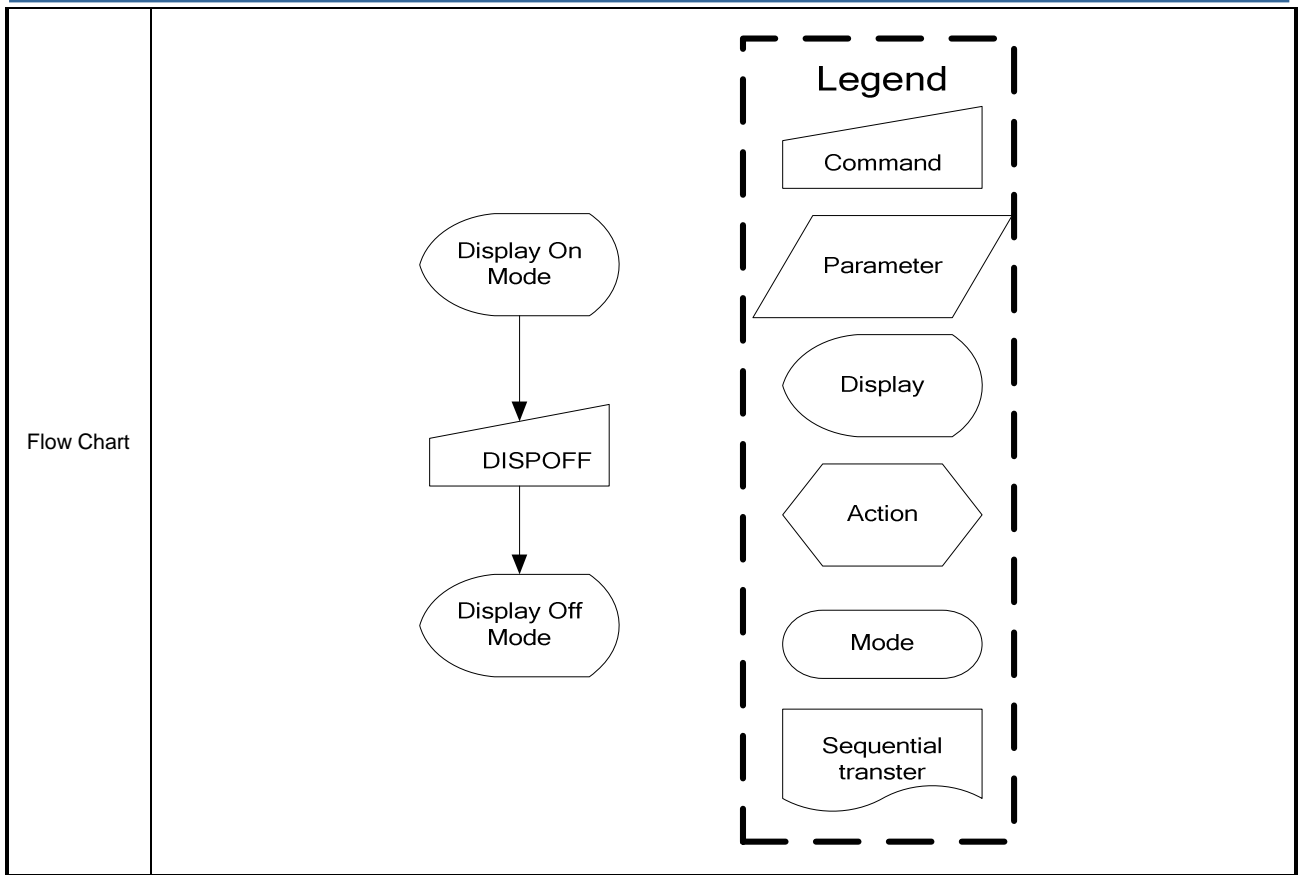 Flow Chart
Display On
Mode
DISPOFF
Display Off
Mode
Legend
Command
Parameter
Display
Action
Mode
Sequential
transter